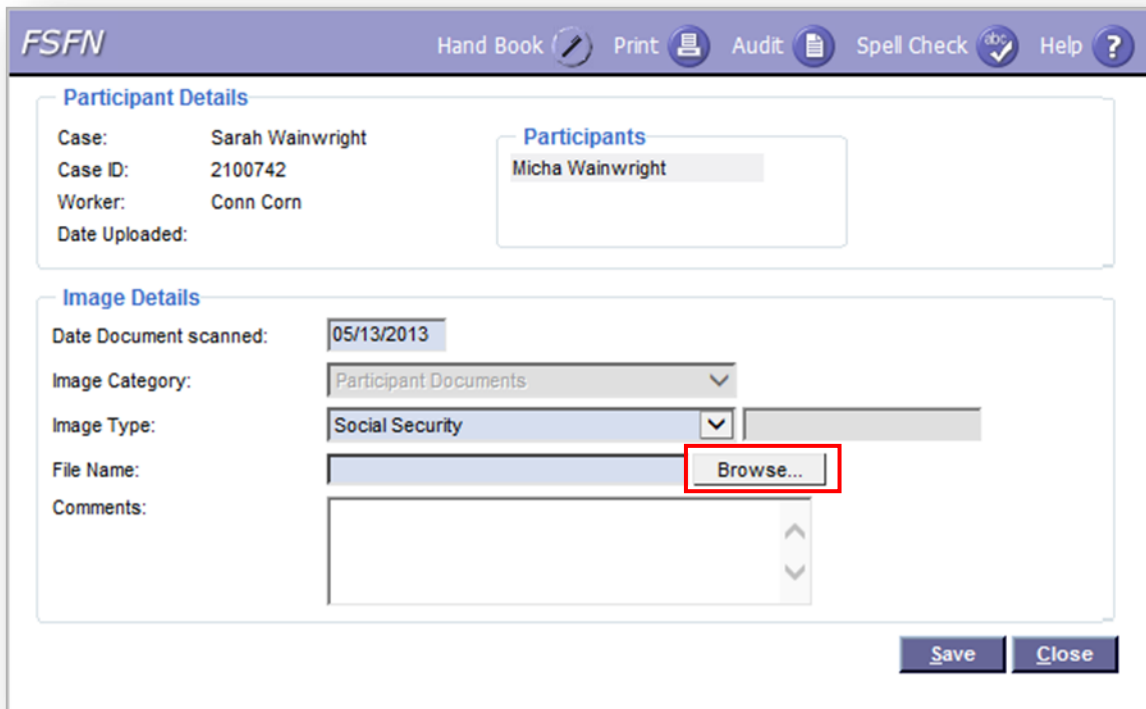 FSFN Hand Book Print Audit abc Spell Check Help ?
Participant Details
Case: Sarah Wainwright
Case ID: 2100742
Worker: Conn Corn
Date Uploaded:
Participants
Micha Wainwright
Image Details
Date Document scanned: 05/13/2013
Image Category: Participant Documents
Image Type: Social Security
File Name: Browse...
Comments:
Save Close